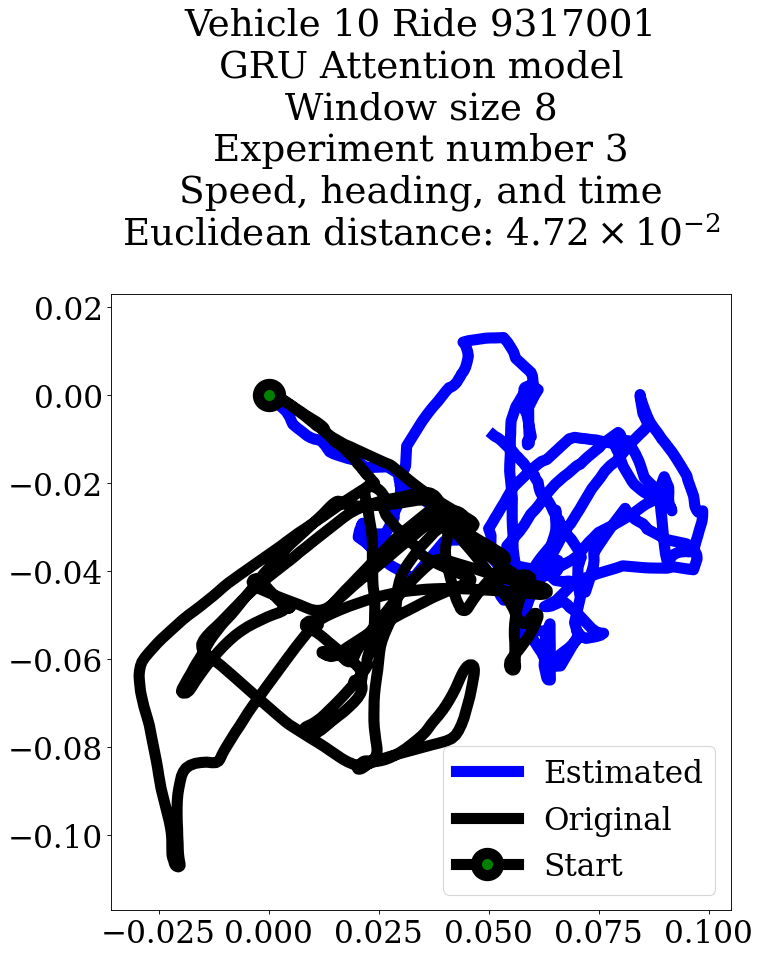 Vehicle 10 Ride 9317001
GRU Attention model
Window size 8
Experiment number 3
Speed, heading, and time
Euclidean distance: 4.72 × 10⁻²
0.02
0.00
−0.02
−0.04
−0.06
−0.08
−0.10
Estimated
Original
Start
−0.025 0.000 0.025 0.050 0.075 0.100